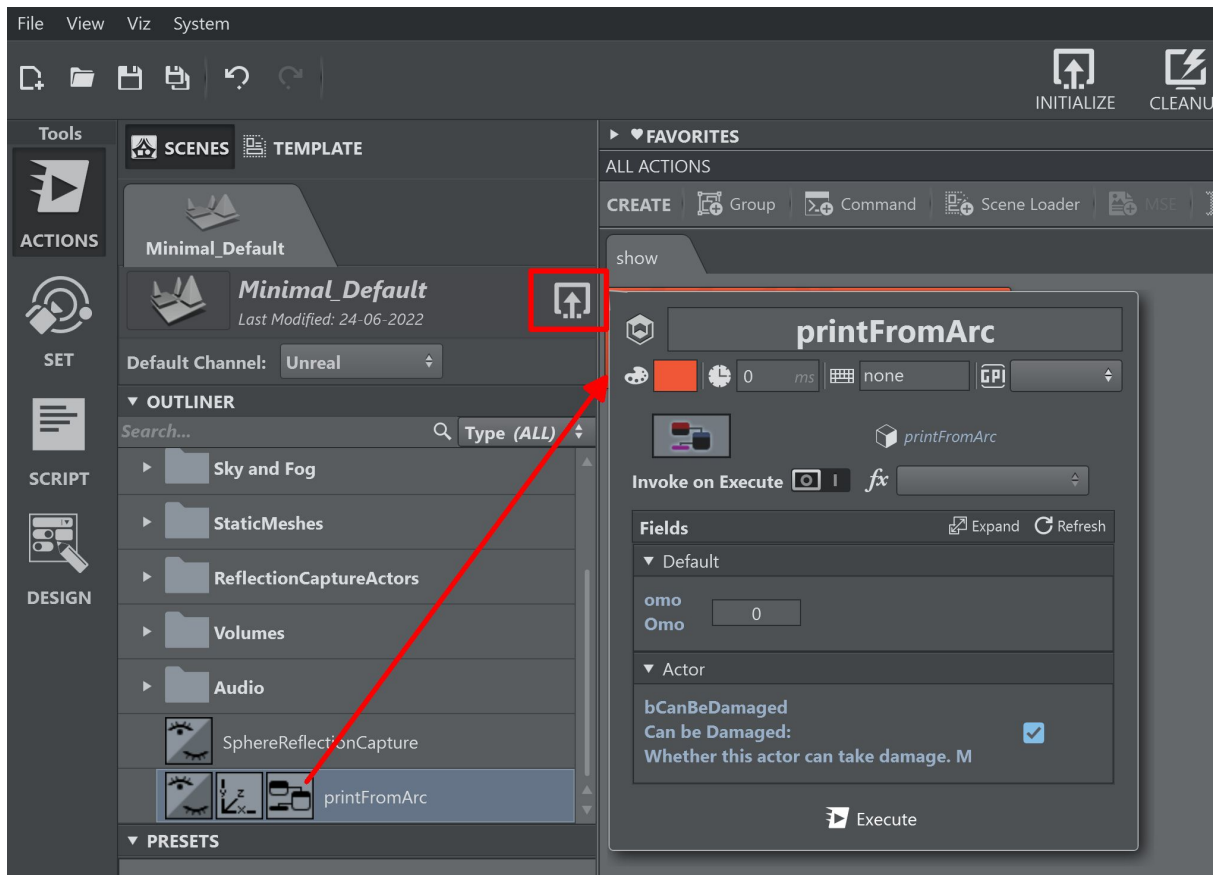 File View Viz System
INITIALIZE
CLEANU
Tools
ACTIONS
SET
SCRIPT
DESIGN
SCENES TEMPLATE
Minimal_Default
Minimal_Default
Last Modified: 24-06-2022
Default Channel: Unreal
OUTLINER
Search... Type (ALL)
Sky and Fog
StaticMeshes
ReflectionCaptureActors
Volumes
Audio
SphereReflectionCapture
printFromArc
PRESETS
FAVORITES
ALL ACTIONS
CREATE Group Command Scene Loader MSE
show
printFromArc
0 ms none GPI
printFromArc
Invoke on Execute fx
Fields Expand Refresh
Default
omo
Omo 0
Actor
bCanBeDamaged
Can be Damaged:
Whether this actor can take damage. M
Execute